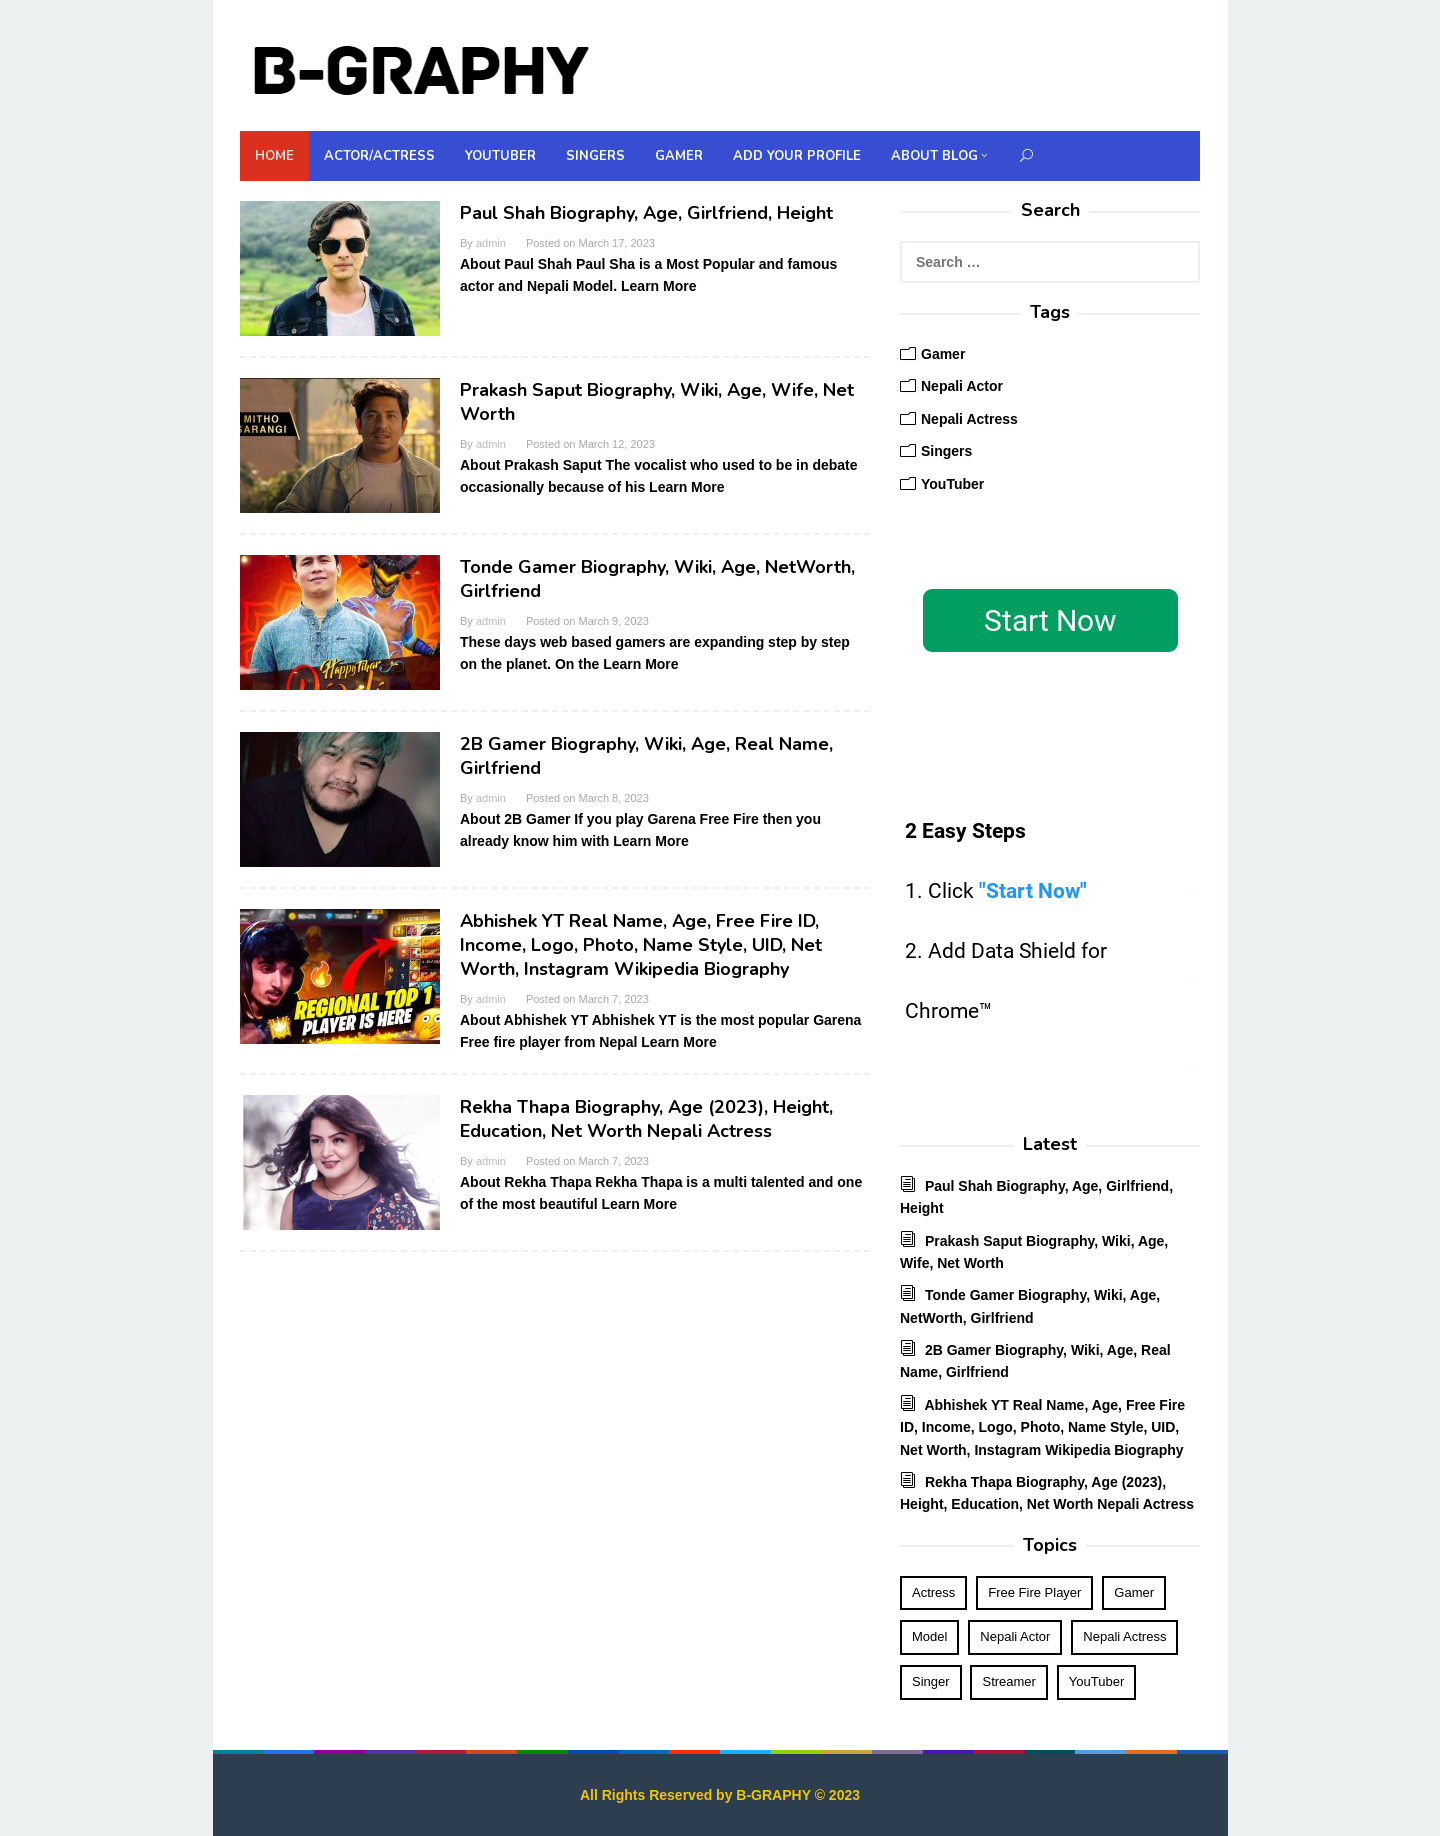 B-GRAPHY
HOME ACTOR/ACTRESS YOUTUBER SINGERS GAMER ADD YOUR PROFILE ABOUT BLOG
Paul Shah Biography, Age, Girlfriend, Height
By admin Posted on March 17, 2023
About Paul Shah Paul Sha is a Most Popular and famous
actor and Nepali Model. Learn More
MITHO
SARANGI
Prakash Saput Biography, Wiki, Age, Wife, Net
Worth
By admin Posted on March 12, 2023
About Prakash Saput The vocalist who used to be in debate
occasionally because of his Learn More
Happy Tihar
Tonde Gamer Biography, Wiki, Age, NetWorth,
Girlfriend
By admin Posted on March 9, 2023
These days web based gamers are expanding step by step
on the planet. On the Learn More
2B Gamer Biography, Wiki, Age, Real Name,
Girlfriend
By admin Posted on March 8, 2023
About 2B Gamer If you play Garena Free Fire then you
already know him with Learn More
REGIONAL TOP 1
PLAYER IS HERE
Abhishek YT Real Name, Age, Free Fire ID,
Income, Logo, Photo, Name Style, UID, Net
Worth, Instagram Wikipedia Biography
By admin Posted on March 7, 2023
About Abhishek YT Abhishek YT is the most popular Garena
Free fire player from Nepal Learn More
Rekha Thapa Biography, Age (2023), Height,
Education, Net Worth Nepali Actress
By admin Posted on March 7, 2023
About Rekha Thapa Rekha Thapa is a multi talented and one
of the most beautiful Learn More
Search
Search …
Tags
Gamer
Nepali Actor
Nepali Actress
Singers
YouTuber
Start Now
2 Easy Steps
1. Click "Start Now"
2. Add Data Shield for
Chrome™
Latest
Paul Shah Biography, Age, Girlfriend,
Height
Prakash Saput Biography, Wiki, Age,
Wife, Net Worth
Tonde Gamer Biography, Wiki, Age,
NetWorth, Girlfriend
2B Gamer Biography, Wiki, Age, Real
Name, Girlfriend
Abhishek YT Real Name, Age, Free Fire
ID, Income, Logo, Photo, Name Style, UID,
Net Worth, Instagram Wikipedia Biography
Rekha Thapa Biography, Age (2023),
Height, Education, Net Worth Nepali Actress
Topics
Actress Free Fire Player Gamer
Model Nepali Actor Nepali Actress
Singer Streamer YouTuber
All Rights Reserved by B-GRAPHY © 2023